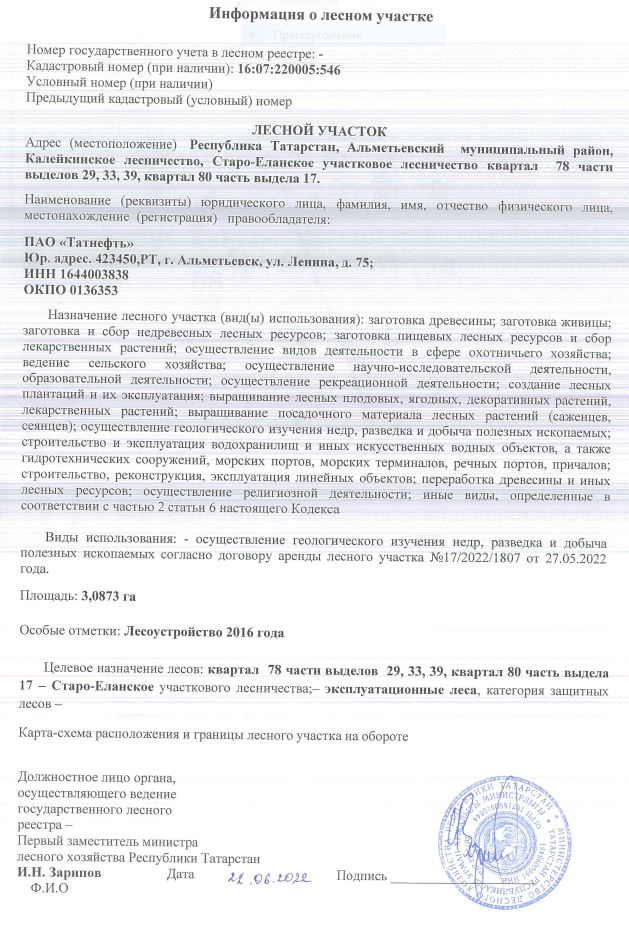 Информация о лесном участке
Прямоугольник
Номер государственного учета в лесном реестре: -
Кадастровый номер (при наличии): 16:07:220005:546
Условный номер (при наличии)
Предыдущий кадастровый (условный) номер
ЛЕСНОЙ УЧАСТОК
Адрес (местоположение) Республика Татарстан, Альметьевский муниципальный район,
Калейкинское лесничество, Старо-Еланское участковое лесничество квартал 78 части
выделов 29, 33, 39, квартал 80 часть выдела 17.
Наименование (реквизиты) юридического лица, фамилия, имя, отчество физического лица,
местонахождение (регистрация) правообладателя:
ПАО «Татнефть»
Юр. адрес. 423450,РТ, г. Альметьевск, ул. Ленина, д. 75;
ИНН 1644003838
ОКПО 0136353
Назначение лесного участка (вид(ы) использования): заготовка древесины; заготовка живицы;
заготовка и сбор недревесных лесных ресурсов; заготовка пищевых лесных ресурсов и сбор
лекарственных растений; осуществление видов деятельности в сфере охотничьего хозяйства;
ведение сельского хозяйства; осуществление научно-исследовательской деятельности,
образовательной деятельности; осуществление рекреационной деятельности; создание лесных
плантаций и их эксплуатация; выращивание лесных плодовых, ягодных, декоративных растений,
лекарственных растений; выращивание посадочного материала лесных растений (саженцев,
сеянцев); осуществление геологического изучения недр, разведка и добыча полезных ископаемых;
строительство и эксплуатация водохранилищ и иных искусственных водных объектов, а также
гидротехнических сооружений, морских портов, морских терминалов, речных портов, причалов;
строительство, реконструкция, эксплуатация линейных объектов; переработка древесины и иных
лесных ресурсов; осуществление религиозной деятельности; иные виды, определенные в
соответствии с частью 2 статьи 6 настоящего Кодекса
Виды использования: - осуществление геологического изучения недр, разведка и добыча
полезных ископаемых согласно договору аренды лесного участка №17/2022/1807 от 27.05.2022
года.
Площадь: 3,0873 га
Особые отметки: Лесоустройство 2016 года
Целевое назначение лесов: квартал 78 части выделов 29, 33, 39, квартал 80 часть выдела
17 – Старо-Еланское участкового лесничества;– эксплуатационные леса, категория защитных
лесов –
Карта-схема расположения и границы лесного участка на обороте
Должностное лицо органа,
осуществляющего ведение
государственного лесного
реестра –
Первый заместитель министра
лесного хозяйства Республики Татарстан
И.Н. Зарипов Дата 22.06.2022 Подпись
Ф.И.О